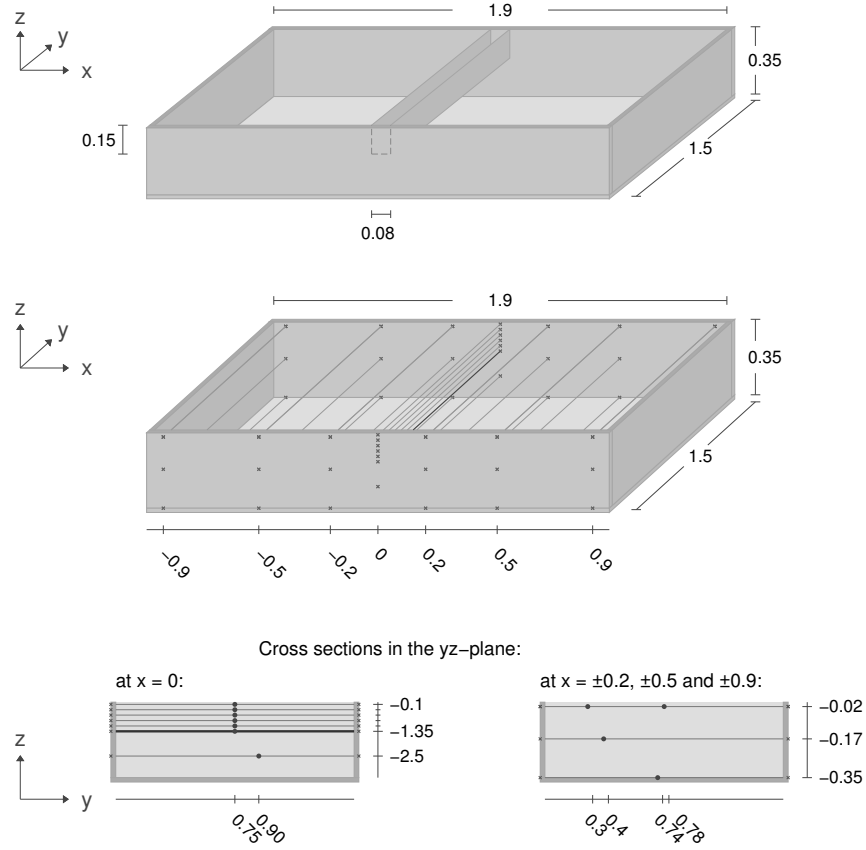 1.9
z
y
x
0.35
0.15
1.5
0.08
1.9
z
y
x
0.35
1.5
−0.9
−0.5
−0.2
0
0.2
0.5
0.9
Cross sections in the yz−plane:
at x = 0:
−0.1
−1.35
−2.5
z
y
0.75
0.90
at x = ±0.2, ±0.5 and ±0.9:
−0.02
−0.17
−0.35
0.3
0.4
0.74
0.78